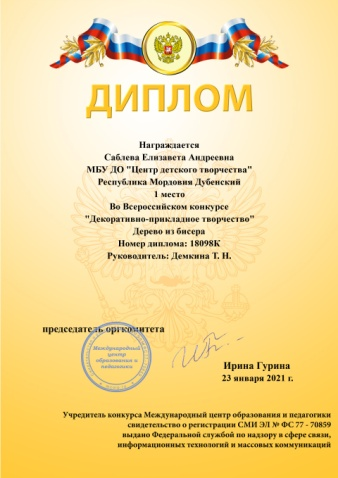 ДИПЛОМ
Награждается
Саблева Елизавета Андреевна
МБУ ДО "Центр детского творчества"
Республика Мордовия Дубенский
1 место
Во Всероссийском конкурсе
"Декоративно-прикладное творчество"
Дерево из бисера
Номер диплома: 18098К
Руководитель: Демкина Т. Н.
председатель оргкомитета
Международный
центр
образования и
педагогики
Ирина Гурина
23 января 2021 г.
Учредитель конкурса Международный центр образования и педагогики
свидетельство о регистрации СМИ ЭЛ № ФС 77 - 70859
выдано Федеральной службой по надзору в сфере связи,
информационных технологий и массовых коммуникаций